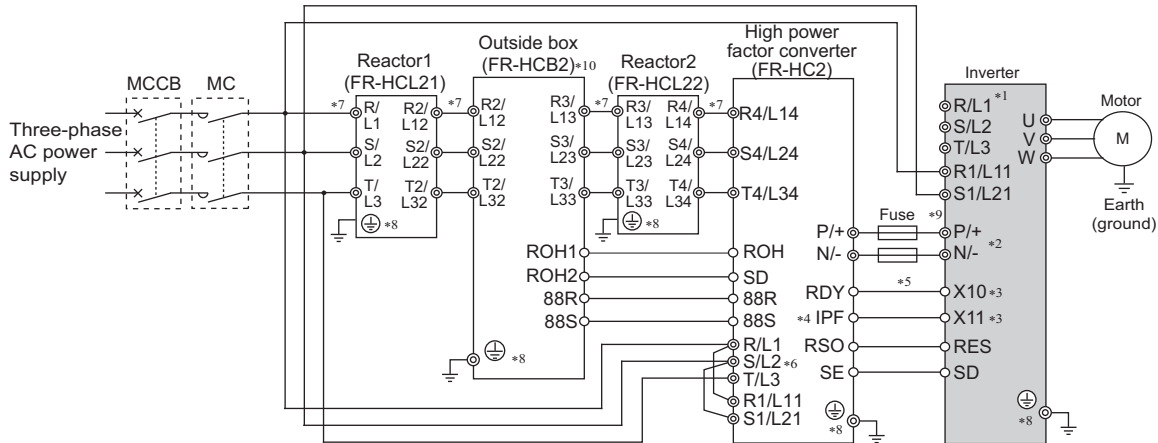 High power
factor converter
(FR-HC2)
Outside box
(FR-HCB2)*10
Reactor1
(FR-HCL21)
Reactor2
(FR-HCL22)
Inverter
MCCB
MC
Motor
M
Earth
(ground)
Three-phase
AC power
supply
*7
R/
L1
R2/
L12
*7
R2/
L12
R3/
L13
*7
R3/
L13
R4/
L14
*7
R4/L14
S/
L2
S2/
L22
S2/
L22
S3/
L23
S3/
L23
S4/
L24
S4/L24
T/
L3
T2/
L32
T2/
L32
T3/
L33
T3/
L33
T4/
L34
T4/L34
*8
*8
R/L1 *1
S/L2
T/L3
R1/L11
S1/L21
U
V
W
Fuse
*9
P/+
P/+
N/-
N/- *2
ROH1
ROH
ROH2
SD
88R
88R
88S
88S
RDY
*5
X10 *3
*4 IPF
X11 *3
RSO
RES
SE
SD
*8
R/L1
S/L2 *6
T/L3
R1/L11
S1/L21
*8
*8